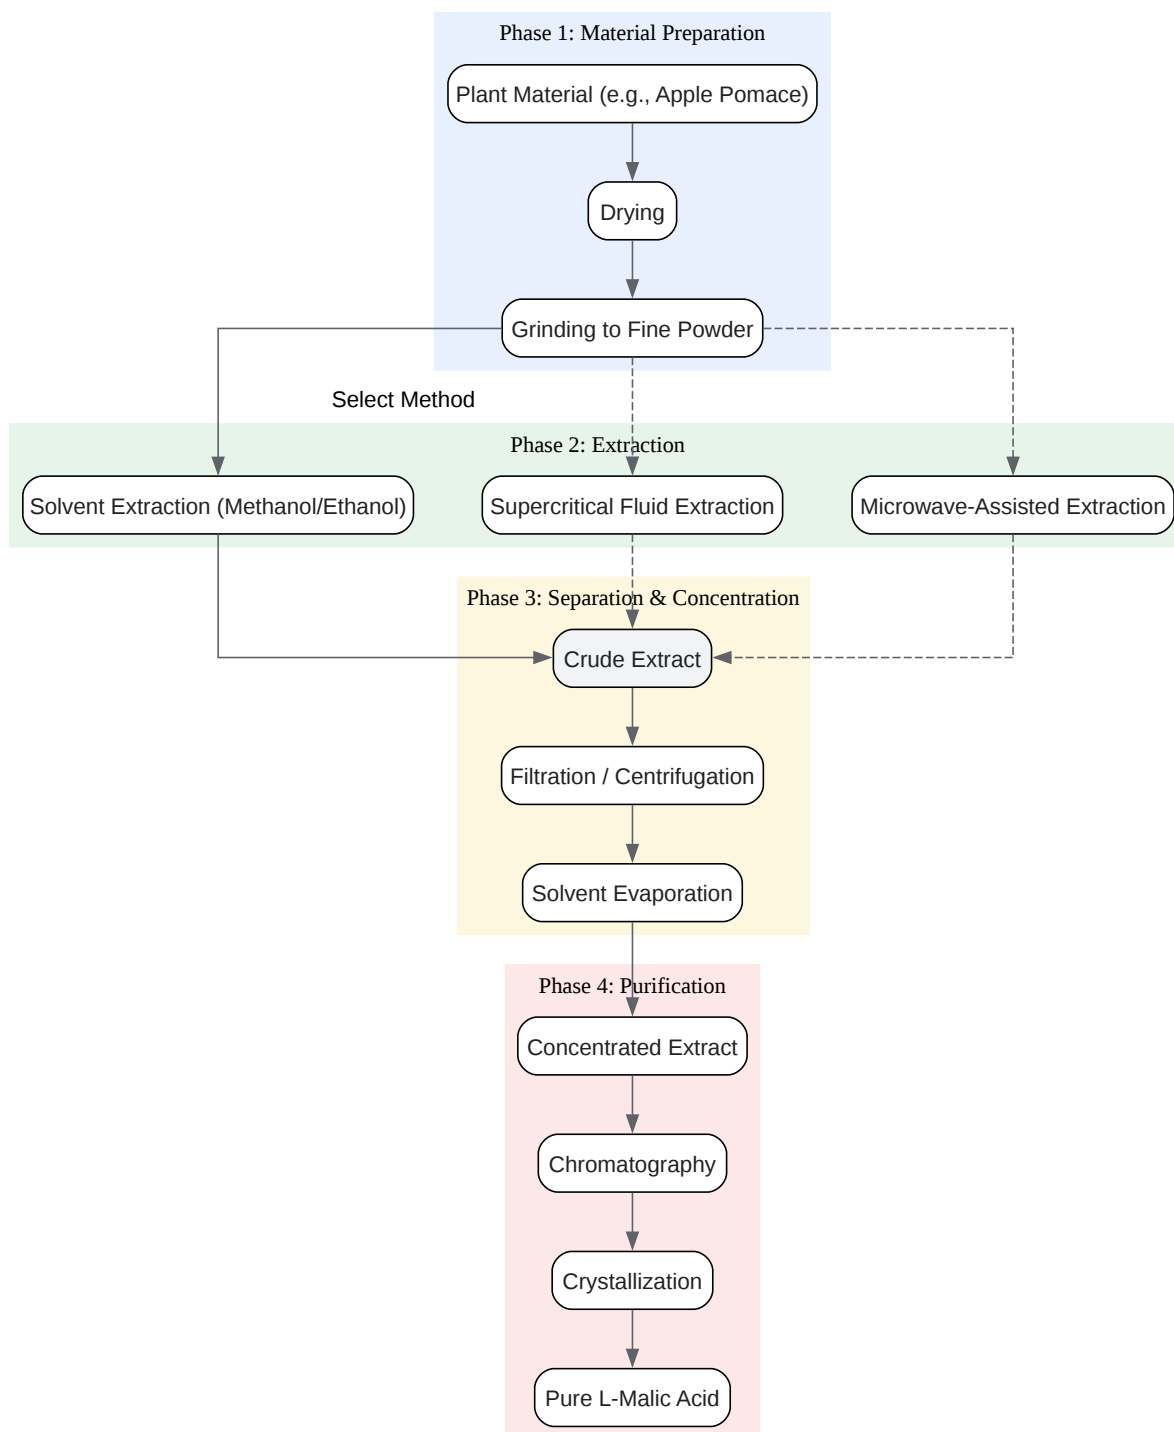 Phase 1: Material Preparation
Plant Material (e.g., Apple Pomace)
Drying
Grinding to Fine Powder
Select Method
Phase 2: Extraction
Solvent Extraction (Methanol/Ethanol)
Supercritical Fluid Extraction
Microwave-Assisted Extraction
Phase 3: Separation & Concentration
Crude Extract
Filtration / Centrifugation
Solvent Evaporation
Phase 4: Purification
Concentrated Extract
Chromatography
Crystallization
Pure L-Malic Acid